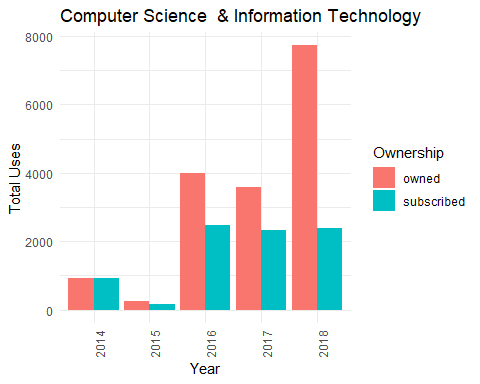 Computer Science  & Information Technology
8000
6000
4000
2000
0
Total Uses
2014
2015
2016
2017
2018
Year
Ownership
owned
subscribed